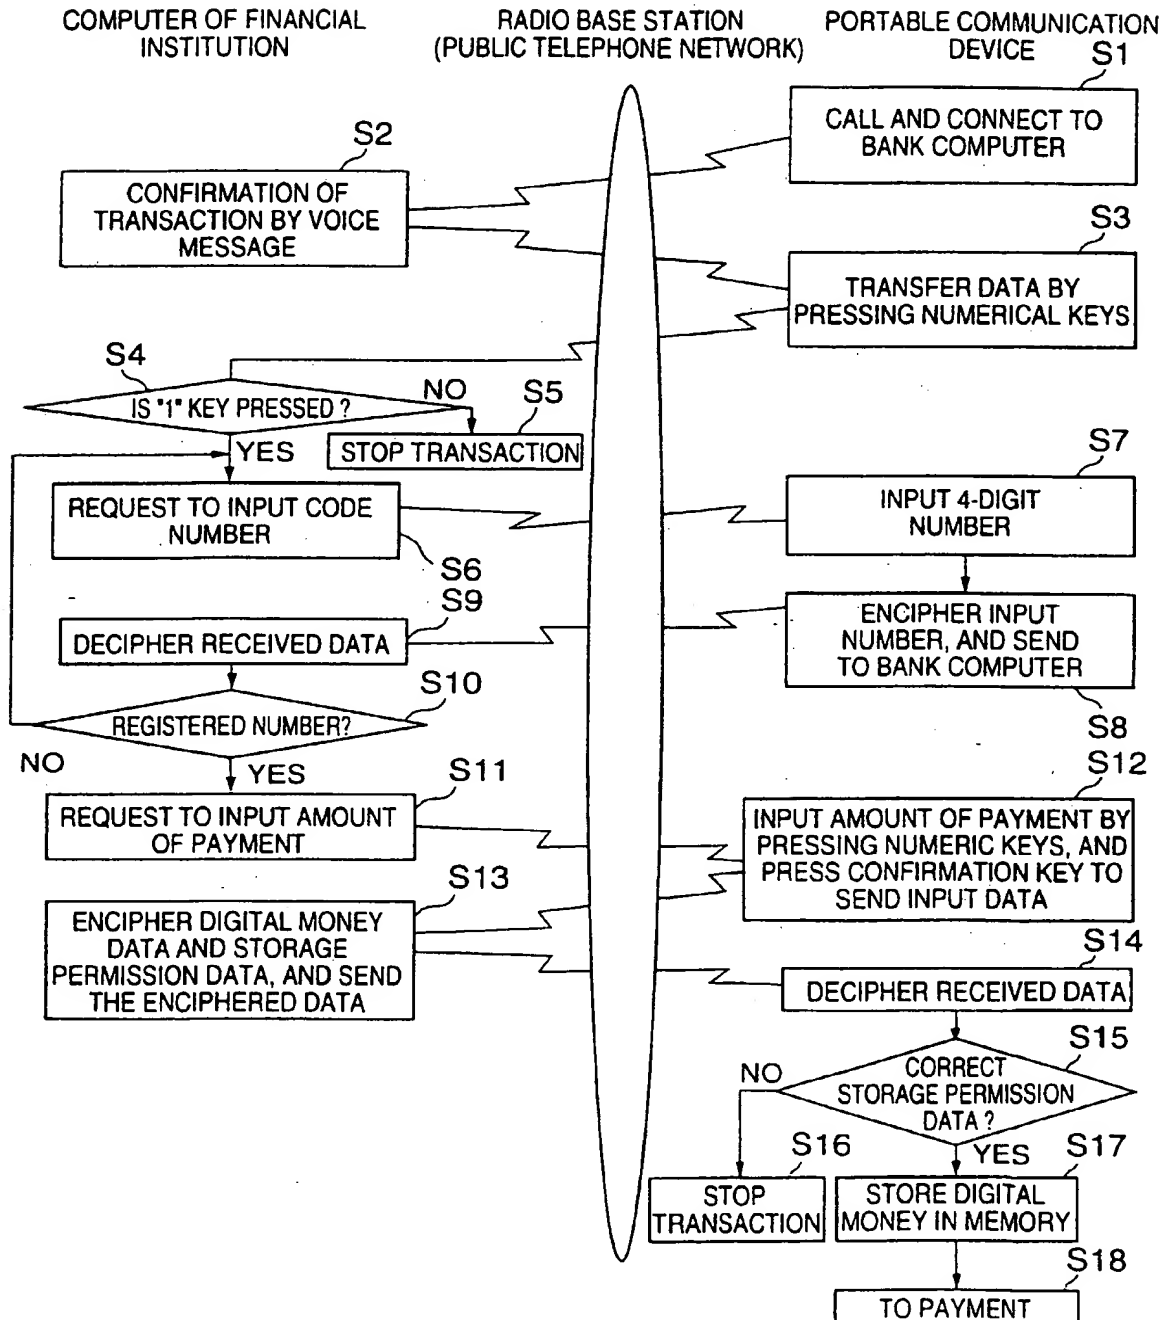 COMPUTER OF FINANCIAL
INSTITUTION
RADIO BASE STATION
(PUBLIC TELEPHONE NETWORK)
PORTABLE COMMUNICATION
DEVICE
S1
CALL AND CONNECT TO
BANK COMPUTER
S2
CONFIRMATION OF
TRANSACTION BY VOICE
MESSAGE
S3
TRANSFER DATA BY
PRESSING NUMERICAL KEYS
S4
IS "1" KEY PRESSED ?
NO
S5
STOP TRANSACTION
YES
S7
INPUT 4-DIGIT
NUMBER
REQUEST TO INPUT CODE
NUMBER
S6
S9
DECIPHER RECEIVED DATA
ENCIPHER INPUT
NUMBER, AND SEND
TO BANK COMPUTER
S8
S10
REGISTERED NUMBER?
NO
YES
S11
REQUEST TO INPUT AMOUNT
OF PAYMENT
S12
INPUT AMOUNT OF PAYMENT BY
PRESSING NUMERIC KEYS, AND
PRESS CONFIRMATION KEY TO
SEND INPUT DATA
S13
ENCIPHER DIGITAL MONEY
DATA AND STORAGE
PERMISSION DATA, AND SEND
THE ENCIPHERED DATA
S14
DECIPHER RECEIVED DATA
S15
CORRECT
STORAGE PERMISSION
DATA ?
NO
YES
S16
STOP
TRANSACTION
S17
STORE DIGITAL
MONEY IN MEMORY
S18
TO PAYMENT